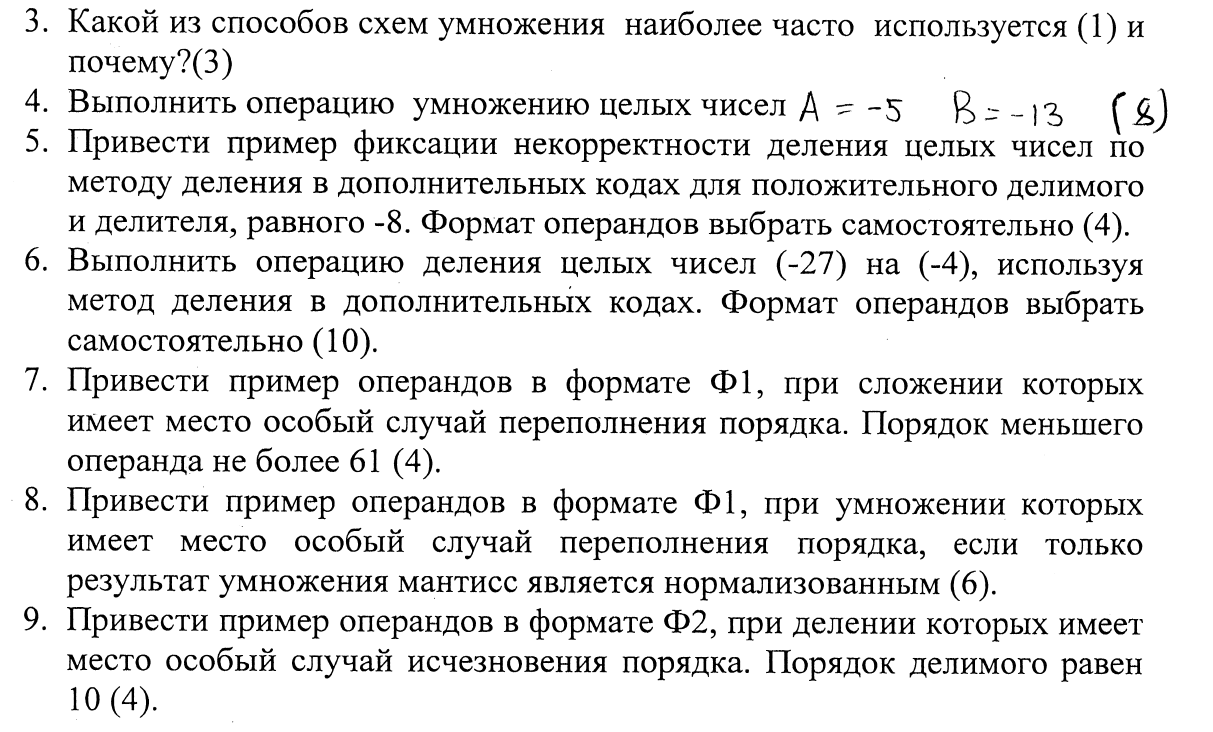 3. Какой из способов схем умножения наиболее часто используется (1) и
почему?(3)
4. Выполнить операцию умножению целых чисел A = -5 B = -13 (8)
5. Привести пример фиксации некорректности деления целых чисел по
методу деления в дополнительных кодах для положительного делимого
и делителя, равного -8. Формат операндов выбрать самостоятельно (4).
6. Выполнить операцию деления целых чисел (-27) на (-4), используя
метод деления в дополнительных кодах. Формат операндов выбрать
самостоятельно (10).
7. Привести пример операндов в формате Ф1, при сложении которых
имеет место особый случай переполнения порядка. Порядок меньшего
операнда не более 61 (4).
8. Привести пример операндов в формате Ф1, при умножении которых
имеет место особый случай переполнения порядка, если только
результат умножения мантисс является нормализованным (6).
9. Привести пример операндов в формате Ф2, при делении которых имеет
место особый случай исчезновения порядка. Порядок делимого равен
10 (4).